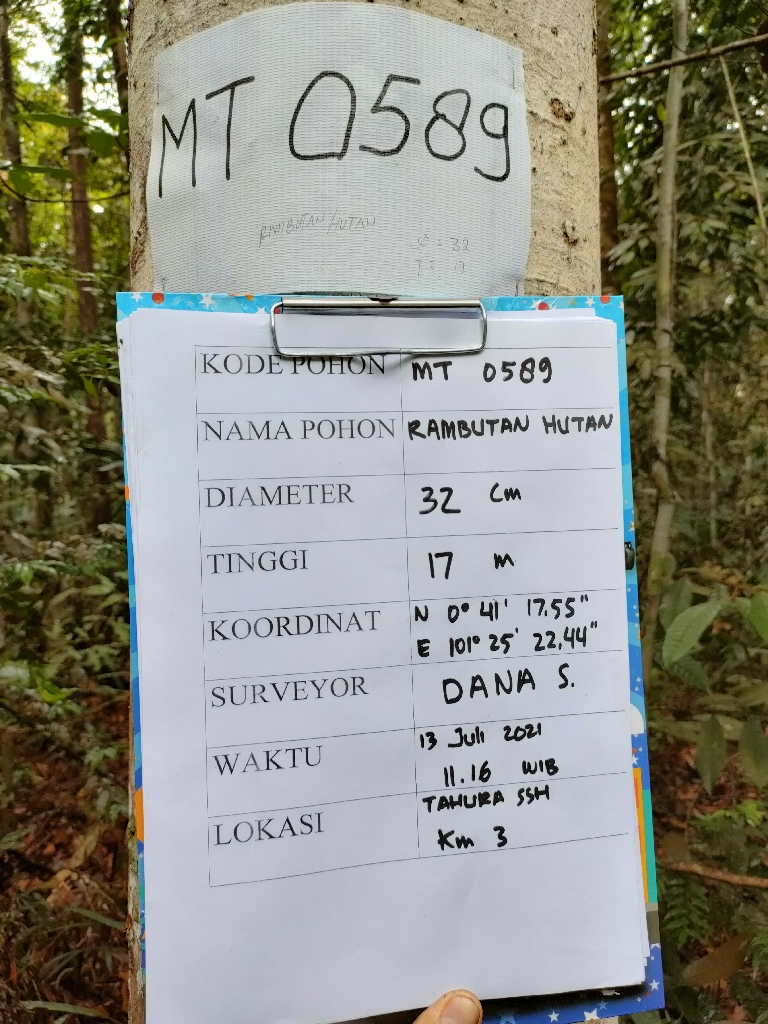 MT 0589
RAMBUTAN HUTAN
Ø = 32
T = 17
KODE POHON MT 0589
NAMA POHON RAMBUTAN HUTAN
DIAMETER 32 Cm
TINGGI 17 m
KOORDINAT N 0° 41' 17.55"
E 101° 25' 22,44"
SURVEYOR DANA S.
WAKTU 13 Juli 2021
11.16 WIB
LOKASI TAHURA SSH
Km 3